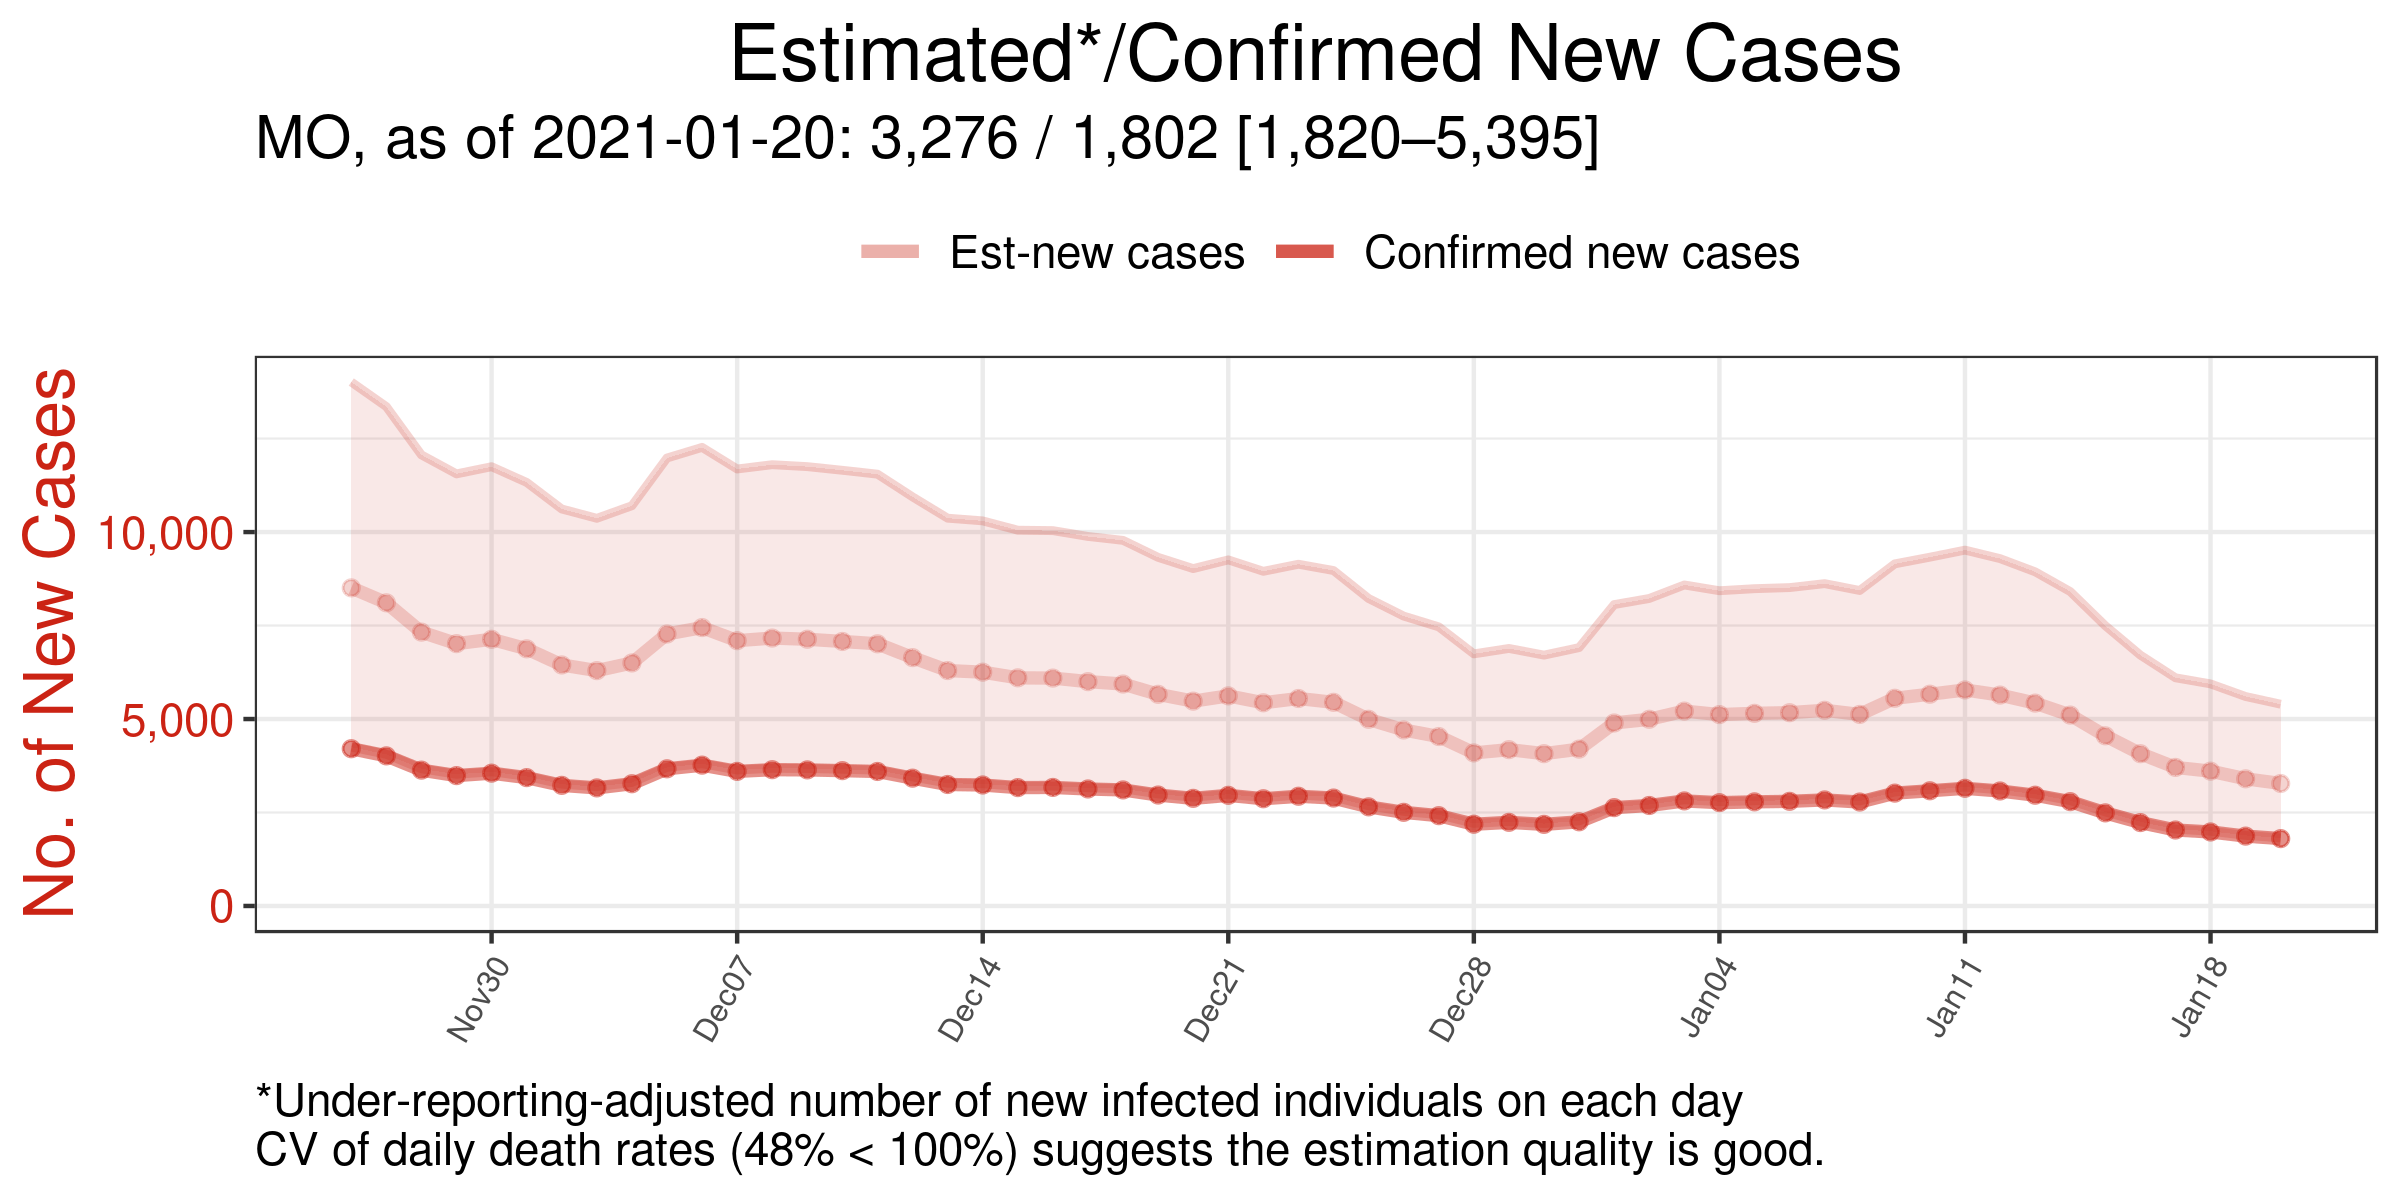 Estimated*/Confirmed New Cases
MO, as of 2021-01-20: 3,276 / 1,802 [1,820–5,395]
Est-new cases
Confirmed new cases
No. of New Cases
10,000
5,000
0
Nov30
Dec07
Dec14
Dec21
Dec28
Jan04
Jan11
Jan18
*Under-reporting-adjusted number of new infected individuals on each day
CV of daily death rates (48% < 100%) suggests the estimation quality is good.